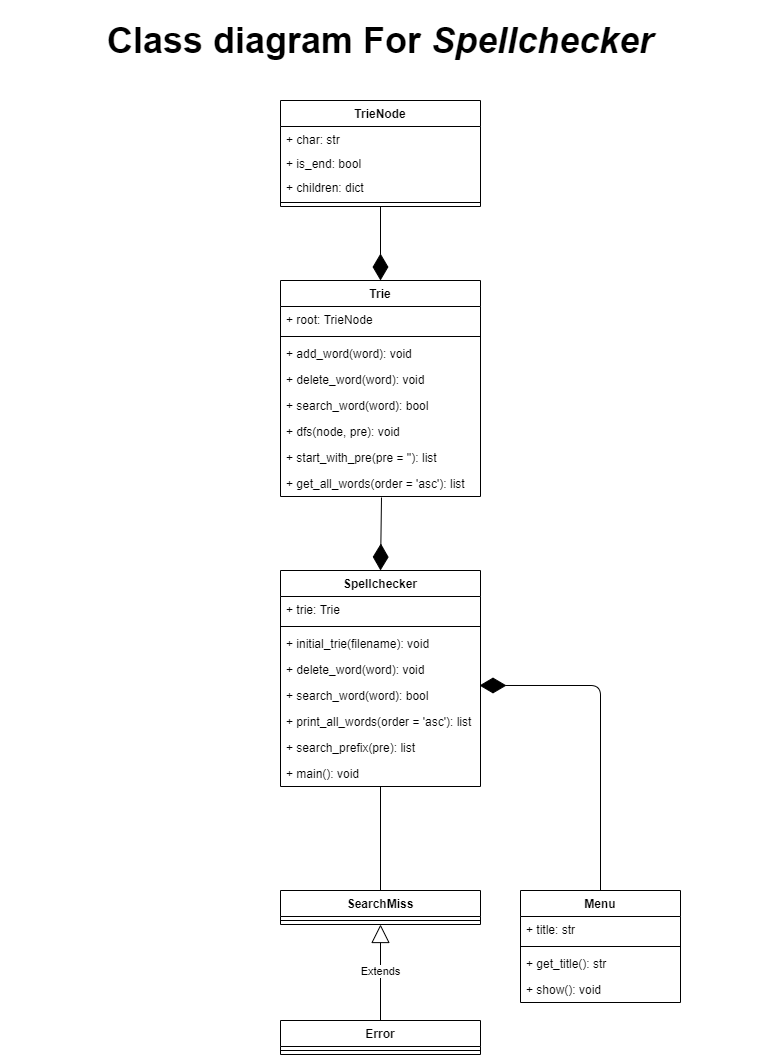 Class diagram For Spellchecker
TrieNode
+ char: str
+ is_end: bool
+ children: dict
Trie
+ root: TrieNode
+ add_word(word): void
+ delete_word(word): void
+ search_word(word): bool
+ dfs(node, pre): void
+ start_with_pre(pre = ''): list
+ get_all_words(order = 'asc'): list
Spellchecker
+ trie: Trie
+ initial_trie(filename): void
+ delete_word(word): void
+ search_word(word): bool
+ print_all_words(order = 'asc'): list
+ search_prefix(pre): list
+ main(): void
SearchMiss
Extends
Error
Menu
+ title: str
+ get_title(): str
+ show(): void